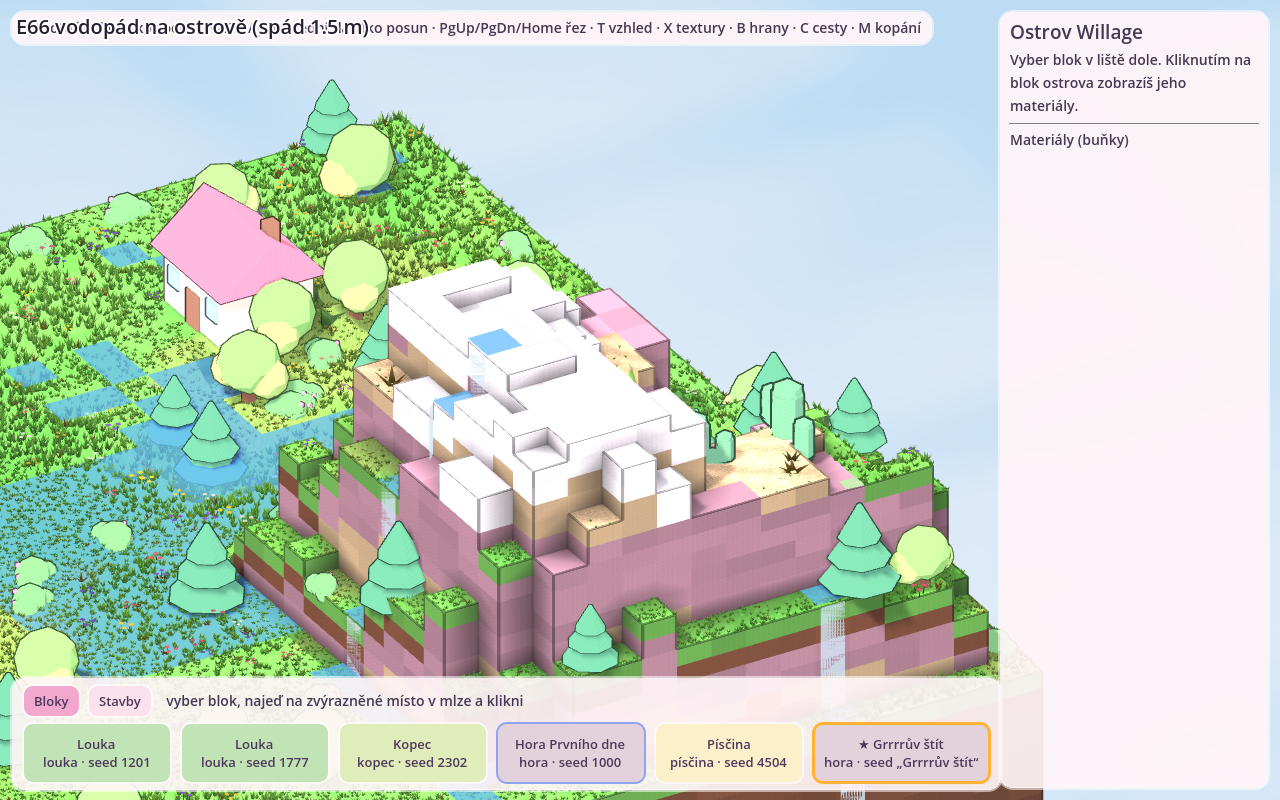 E66 vodopád na ostrově (spád 1.5 m)
ko posun · PgUp/PgDn/Home řez · T vzhled · X textury · B hrany · C cesty · M kopání
Ostrov Willage
Vyber blok v liště dole. Kliknutím na
blok ostrova zobrazíš jeho
materiály.
Materiály (buňky)
Bloky
Stavby
vyber blok, najeď na zvýrazněné místo v mlze a klikni
Louka
louka · seed 1201
Louka
louka · seed 1777
Kopec
kopec · seed 2302
Hora Prvního dne
hora · seed 1000
Písčina
písčina · seed 4504
★ Grrrrův štít
hora · seed „Grrrrův štít“